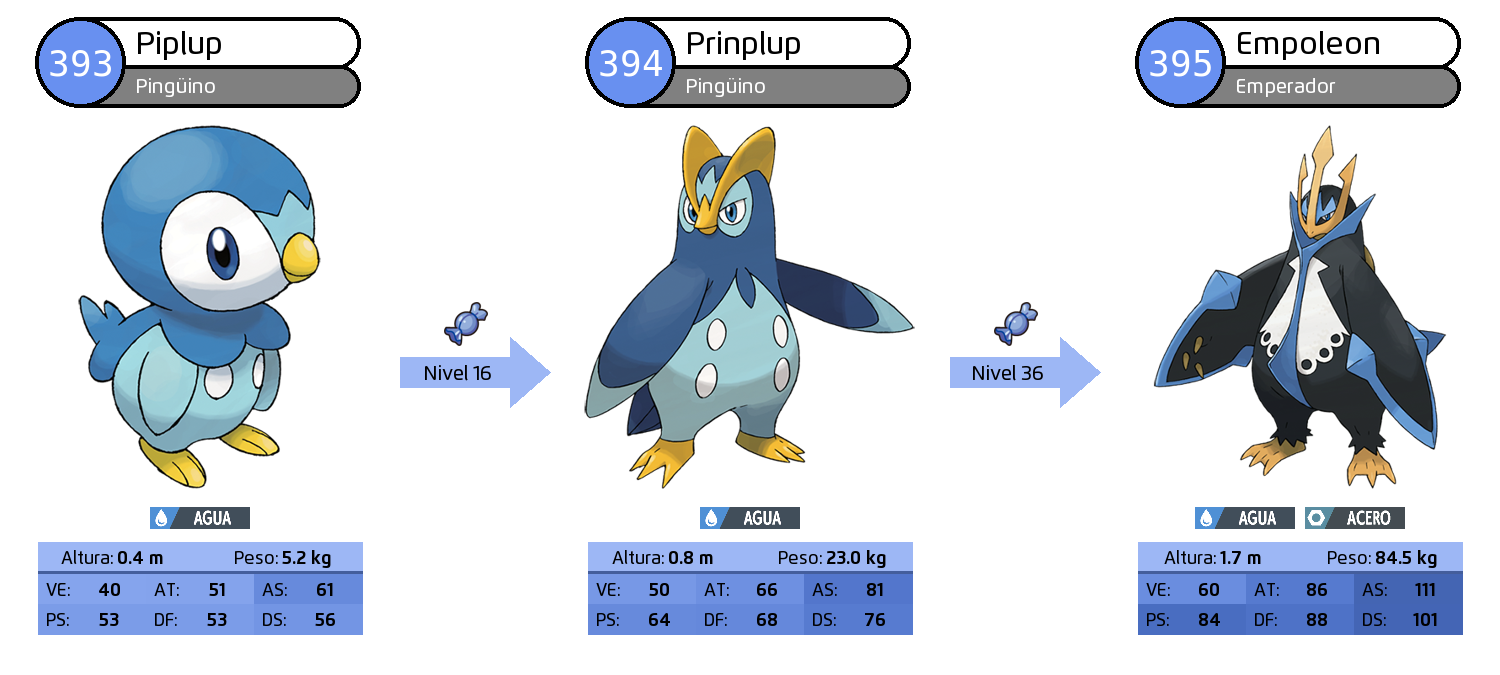 393 Piplup
Pingüino
394 Prinplup
Pingüino
395 Empoleon
Emperador
Nivel 16
Nivel 36
AGUA
AGUA
AGUA ACERO
Altura: 0.4 m Peso: 5.2 kg
VE: 40 AT: 51 AS: 61
PS: 53 DF: 53 DS: 56
Altura: 0.8 m Peso: 23.0 kg
VE: 50 AT: 66 AS: 81
PS: 64 DF: 68 DS: 76
Altura: 1.7 m Peso: 84.5 kg
VE: 60 AT: 86 AS: 111
PS: 84 DF: 88 DS: 101